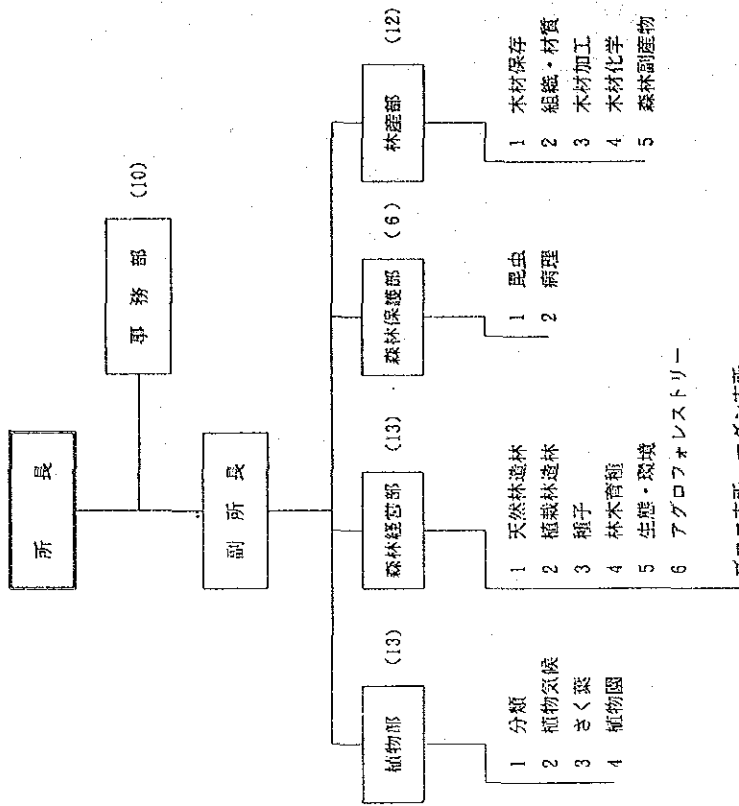 所長
事務部 (10)
副所長
植物部 (13)
1 分類
2 植物気候
3 さく葉
4 植物園
森林経営部 (13)
1 天然林造林
2 植栽林造林
3 種子
4 林木育種
5 生態・環境
6 アグロフォレストリー
森林保護部 (6)
1 昆虫
2 病理
林産部 (12)
1 木材保存
2 組織・材質
3 木材加工
4 木材化学
5 森林副産物